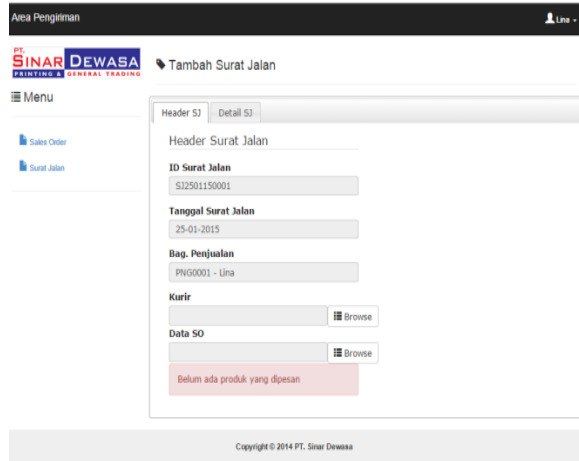 Area Pengiriman
Lina
PT.
SINAR DEWASA
PRINTING & GENERAL TRADING
Tambah Surat Jalan
Menu
Header SJ Detail SJ
Sales Order
Surat Jalan
Header Surat Jalan
ID Surat Jalan
SJ2501150001
Tanggal Surat Jalan
25-01-2015
Bag. Penjualan
PNG0001 - Lina
Kurir
Browse
Data SO
Browse
Belum ada produk yang dipesan
Copyright © 2014 PT. Sinar Dewasa